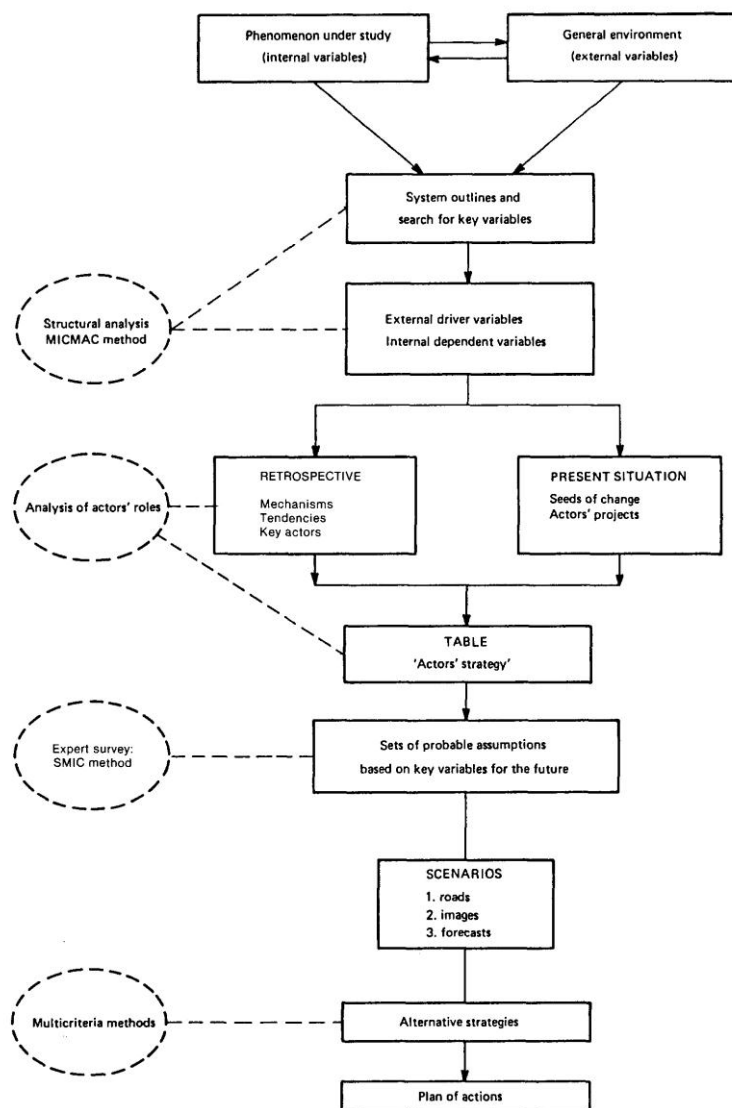 Phenomenon under study
(internal variables)
General environment
(external variables)
System outlines and
search for key variables
Structural analysis
MICMAC method
External driver variables
Internal dependent variables
Analysis of actors' roles
RETROSPECTIVE
Mechanisms
Tendencies
Key actors
PRESENT SITUATION
Seeds of change
Actors' projects
TABLE
'Actors' strategy'
Expert survey:
SMIC method
Sets of probable assumptions
based on key variables for the future
SCENARIOS
1. roads
2. images
3. forecasts
Multicriteria methods
Alternative strategies
Plan of actions